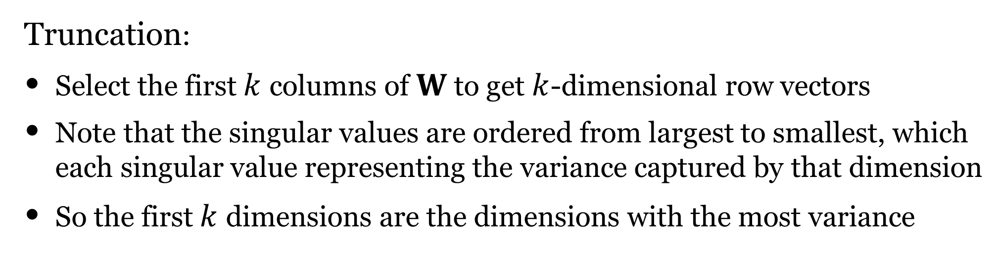 Truncation:
• Select the first k columns of W to get k-dimensional row vectors
• Note that the singular values are ordered from largest to smallest, which
each singular value representing the variance captured by that dimension
• So the first k dimensions are the dimensions with the most variance